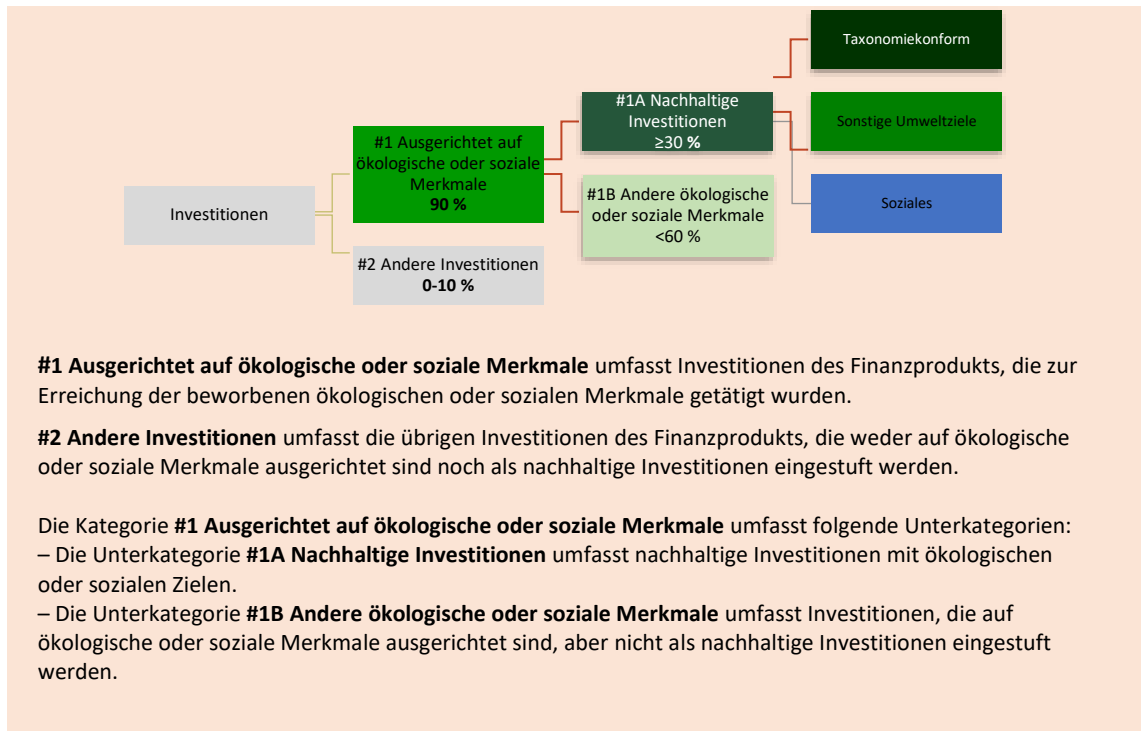 Taxonomiekonform
#1A Nachhaltige
Investitionen
≥30 %
Sonstige Umweltziele
#1 Ausgerichtet auf
ökologische oder soziale
Merkmale
90 %
#1B Andere ökologische
oder soziale Merkmale
<60 %
Soziales
Investitionen
#2 Andere Investitionen
0-10 %
#1 Ausgerichtet auf ökologische oder soziale Merkmale umfasst Investitionen des Finanzprodukts, die zur
Erreichung der beworbenen ökologischen oder sozialen Merkmale getätigt wurden.
#2 Andere Investitionen umfasst die übrigen Investitionen des Finanzprodukts, die weder auf ökologische
oder soziale Merkmale ausgerichtet sind noch als nachhaltige Investitionen eingestuft werden.
Die Kategorie #1 Ausgerichtet auf ökologische oder soziale Merkmale umfasst folgende Unterkategorien:
– Die Unterkategorie #1A Nachhaltige Investitionen umfasst nachhaltige Investitionen mit ökologischen
oder sozialen Zielen.
– Die Unterkategorie #1B Andere ökologische oder soziale Merkmale umfasst Investitionen, die auf
ökologische oder soziale Merkmale ausgerichtet sind, aber nicht als nachhaltige Investitionen eingestuft
werden.